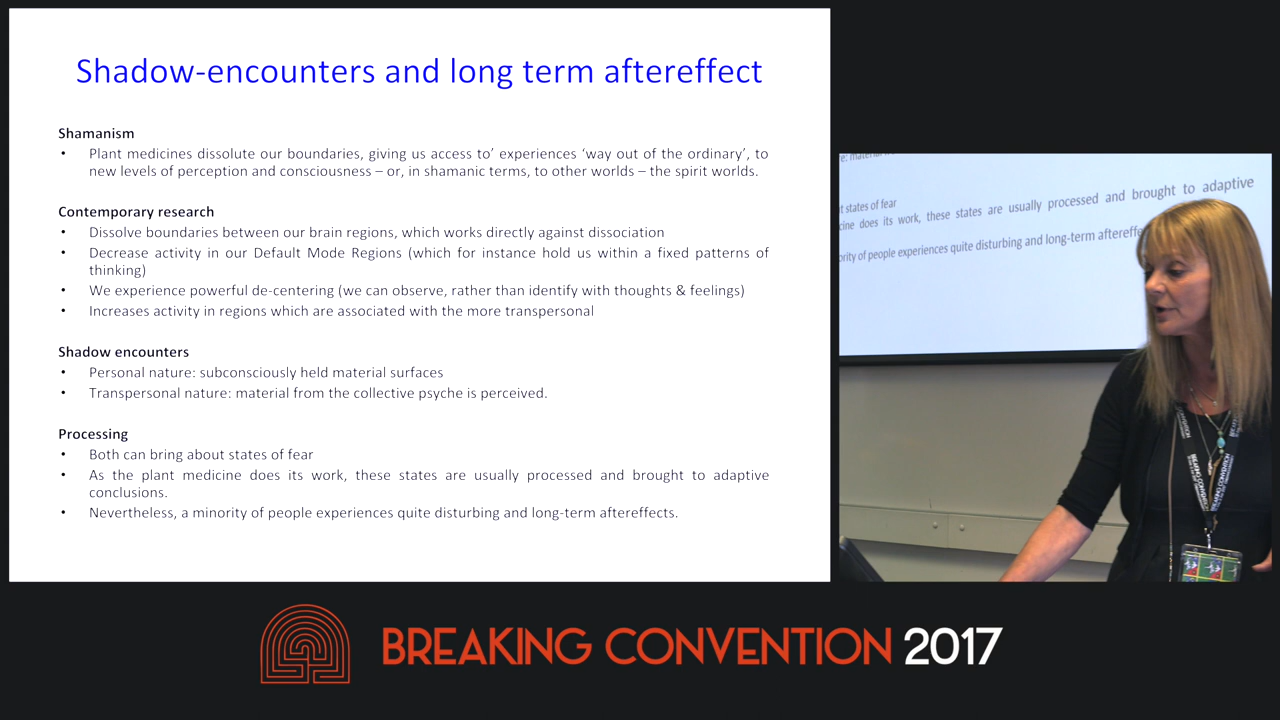 Shadow-encounters and long term aftereffect
Shamanism
• Plant medicines dissolute our boundaries, giving us access to' experiences 'way out of the ordinary', to
new levels of perception and consciousness – or, in shamanic terms, to other worlds – the spirit worlds.
Contemporary research
• Dissolve boundaries between our brain regions, which works directly against dissociation
• Decrease activity in our Default Mode Regions (which for instance hold us within a fixed patterns of
thinking)
• We experience powerful de-centering (we can observe, rather than identify with thoughts & feelings)
• Increases activity in regions which are associated with the more transpersonal
Shadow encounters
• Personal nature: subconsciously held material surfaces
• Transpersonal nature: material from the collective psyche is perceived.
Processing
• Both can bring about states of fear
• As the plant medicine does its work, these states are usually processed and brought to adaptive
conclusions.
• Nevertheless, a minority of people experiences quite disturbing and long-term aftereffects.
t states of fear
cine does its work, these states are usually processed and brought to adaptive
ority of people experiences quite disturbing and long-term aftereffe
BREAKING CONVENTION
BREAKING CONVENTION 2017